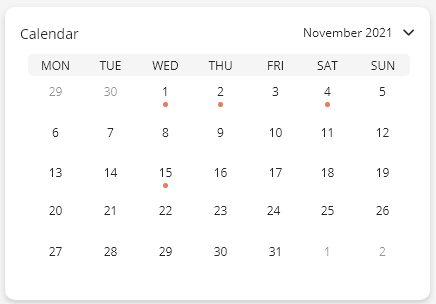 Calendar November 2021
MON TUE WED THU FRI SAT SUN
29 30 1 2 3 4 5
6 7 8 9 10 11 12
13 14 15 16 17 18 19
20 21 22 23 24 25 26
27 28 29 30 31 1 2